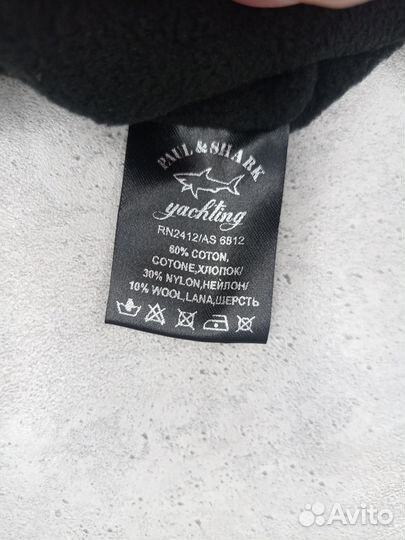 PAUL & SHARK
yachting
RN2412/AS 6812
60% COTON,
COTONE,ХЛОПОК/
30% NYLON,НЕЙЛОН/
10% WOOL,LANA,ШЕРСТЬ
Avito